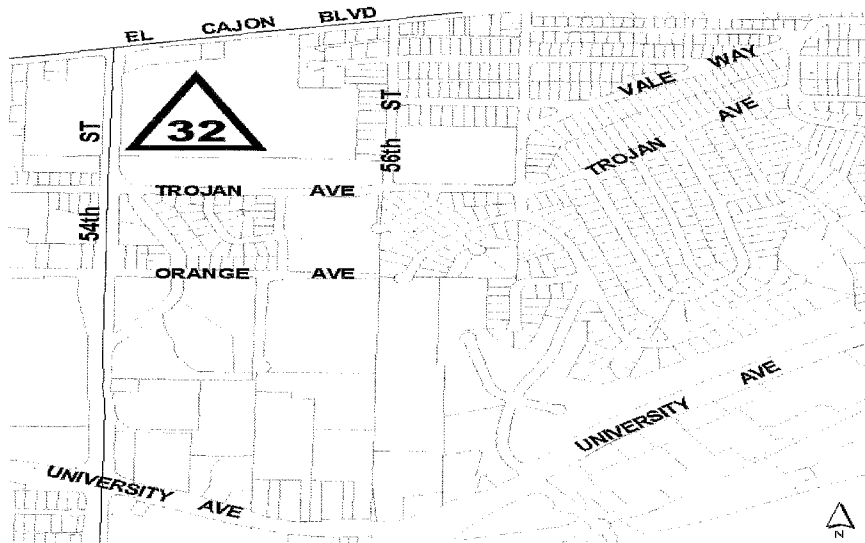 EL CAJON BLVD
VALE WAY
32
54th ST
56th ST
TROJAN AVE
TROJAN AVE
ORANGE AVE
UNIVERSITY AVE
UNIVERSITY AVE
N